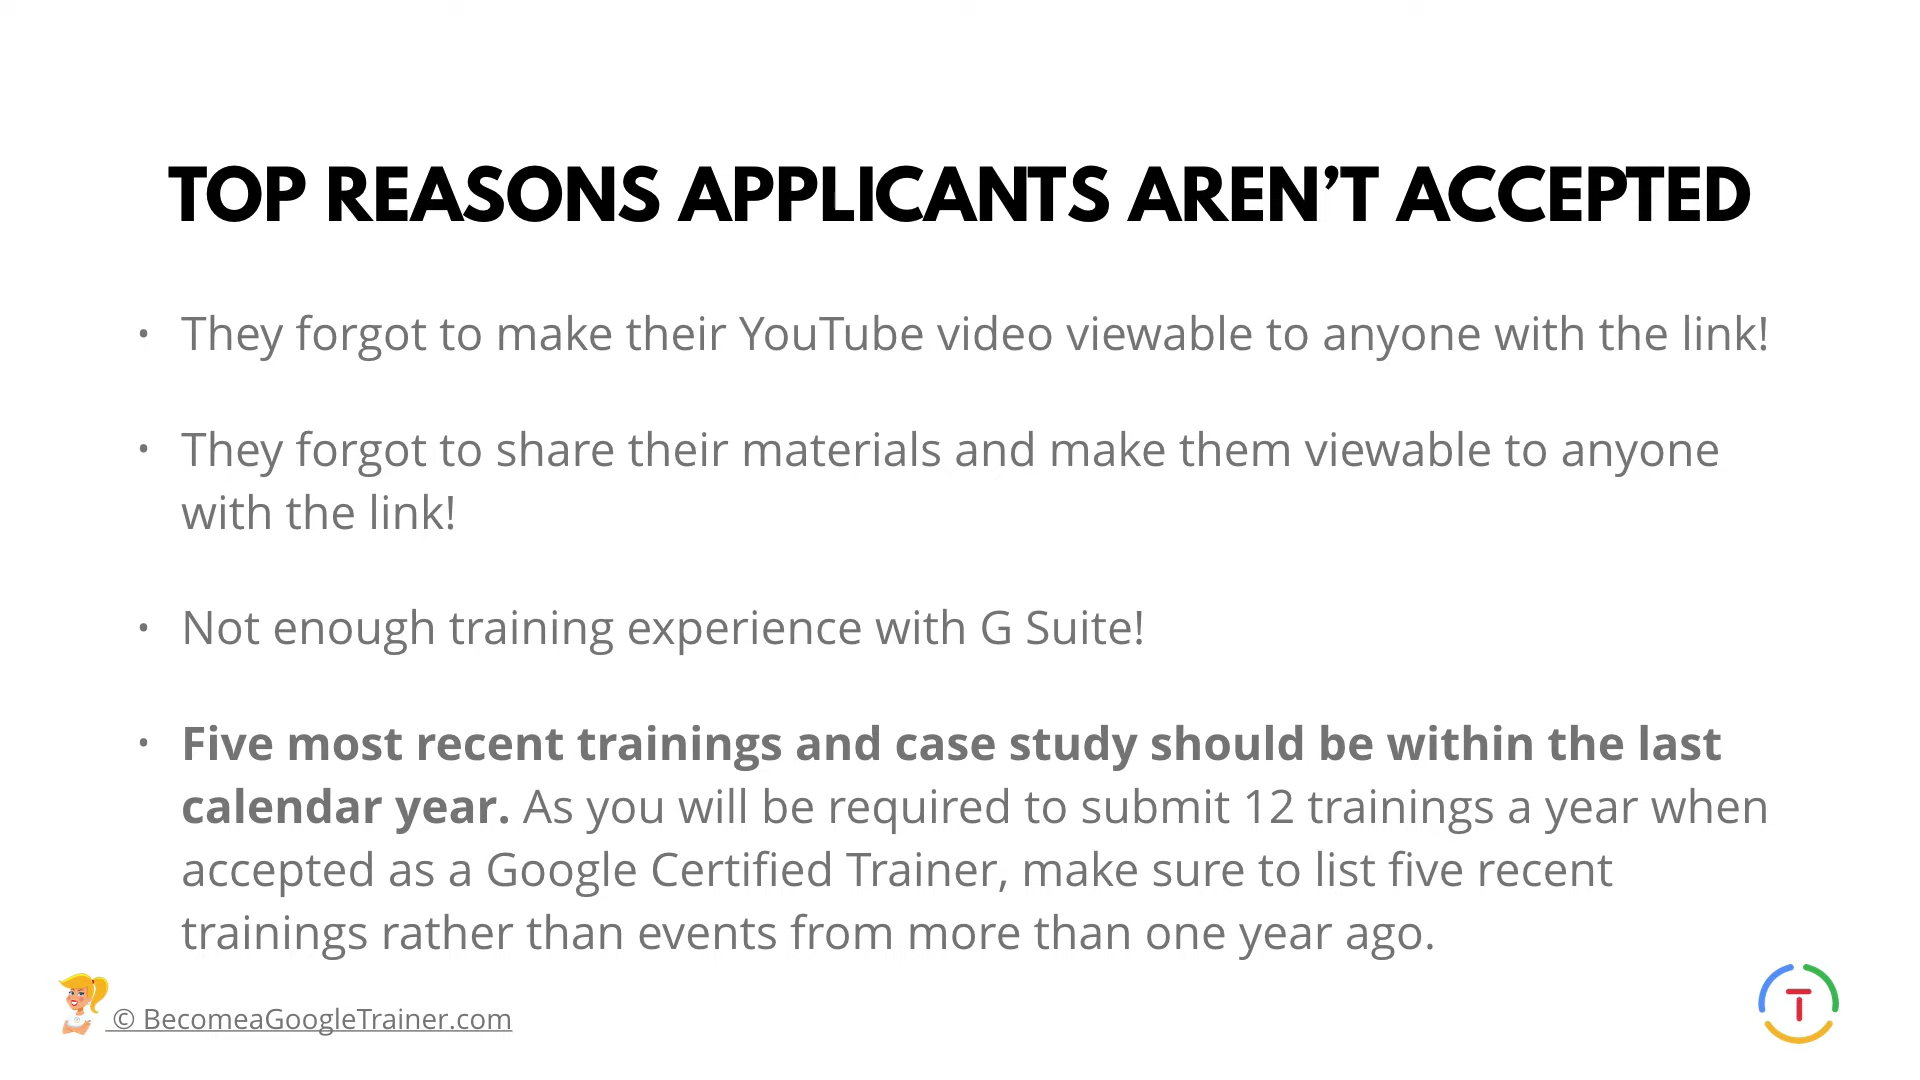 TOP REASONS APPLICANTS AREN’T ACCEPTED
• They forgot to make their YouTube video viewable to anyone with the link!
• They forgot to share their materials and make them viewable to anyone
with the link!
• Not enough training experience with G Suite!
• Five most recent trainings and case study should be within the last
calendar year. As you will be required to submit 12 trainings a year when
accepted as a Google Certified Trainer, make sure to list five recent
trainings rather than events from more than one year ago.
© BecomeaGoogleTrainer.com
T